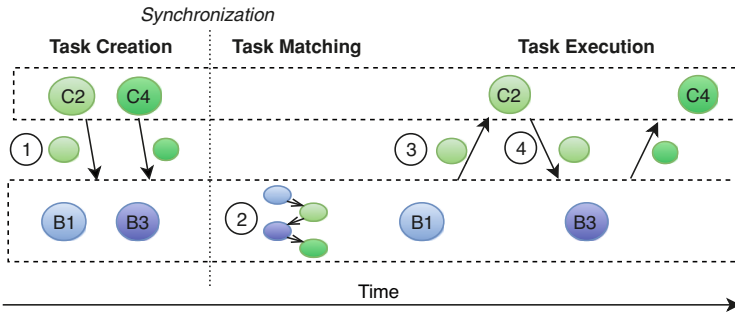 Synchronization
Task Creation Task Matching Task Execution
C2 C4 C2 C4
1 3 4
B1 B3 2 B1 B3
Time